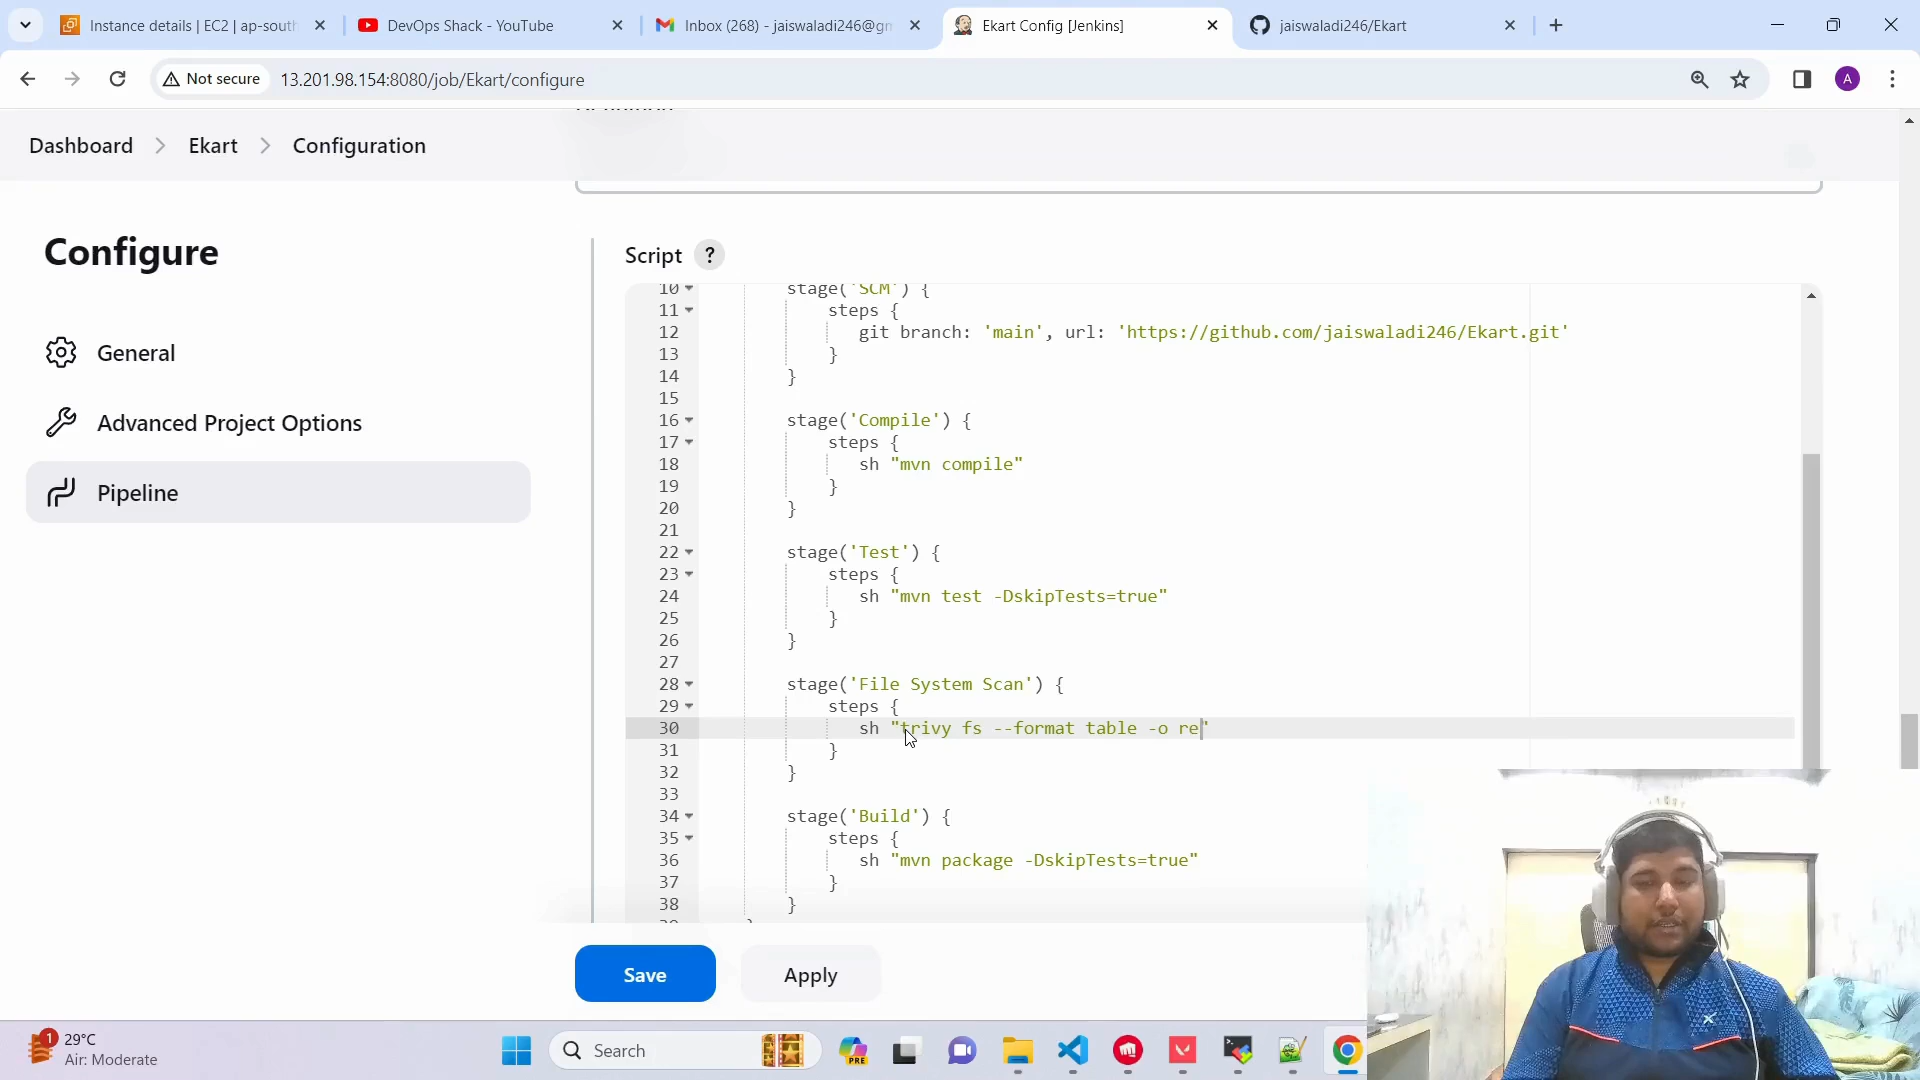 Instance details | EC2 | ap-south
DevOps Shack - YouTube
Inbox (268) - jaiswaladi246@gm
Ekart Config [Jenkins]
jaiswaladi246/Ekart
Not secure
13.201.98.154:8080/job/Ekart/configure
A
Dashboard
Ekart
Configuration
Configure
General
Advanced Project Options
Pipeline
Script ?
10 stage('SCM') {
11 steps {
12 git branch: 'main', url: 'https://github.com/jaiswaladi246/Ekart.git'
13 }
14 }
15
16 stage('Compile') {
17 steps {
18 sh "mvn compile"
19 }
20 }
21
22 stage('Test') {
23 steps {
24 sh "mvn test -DskipTests=true"
25 }
26 }
27
28 stage('File System Scan') {
29 steps {
30 sh "trivy fs --format table -o re"
31 }
32 }
33
34 stage('Build') {
35 steps {
36 sh "mvn package -DskipTests=true"
37 }
38 }
Save
Apply
1
29°C
Air: Moderate
Search
PRE